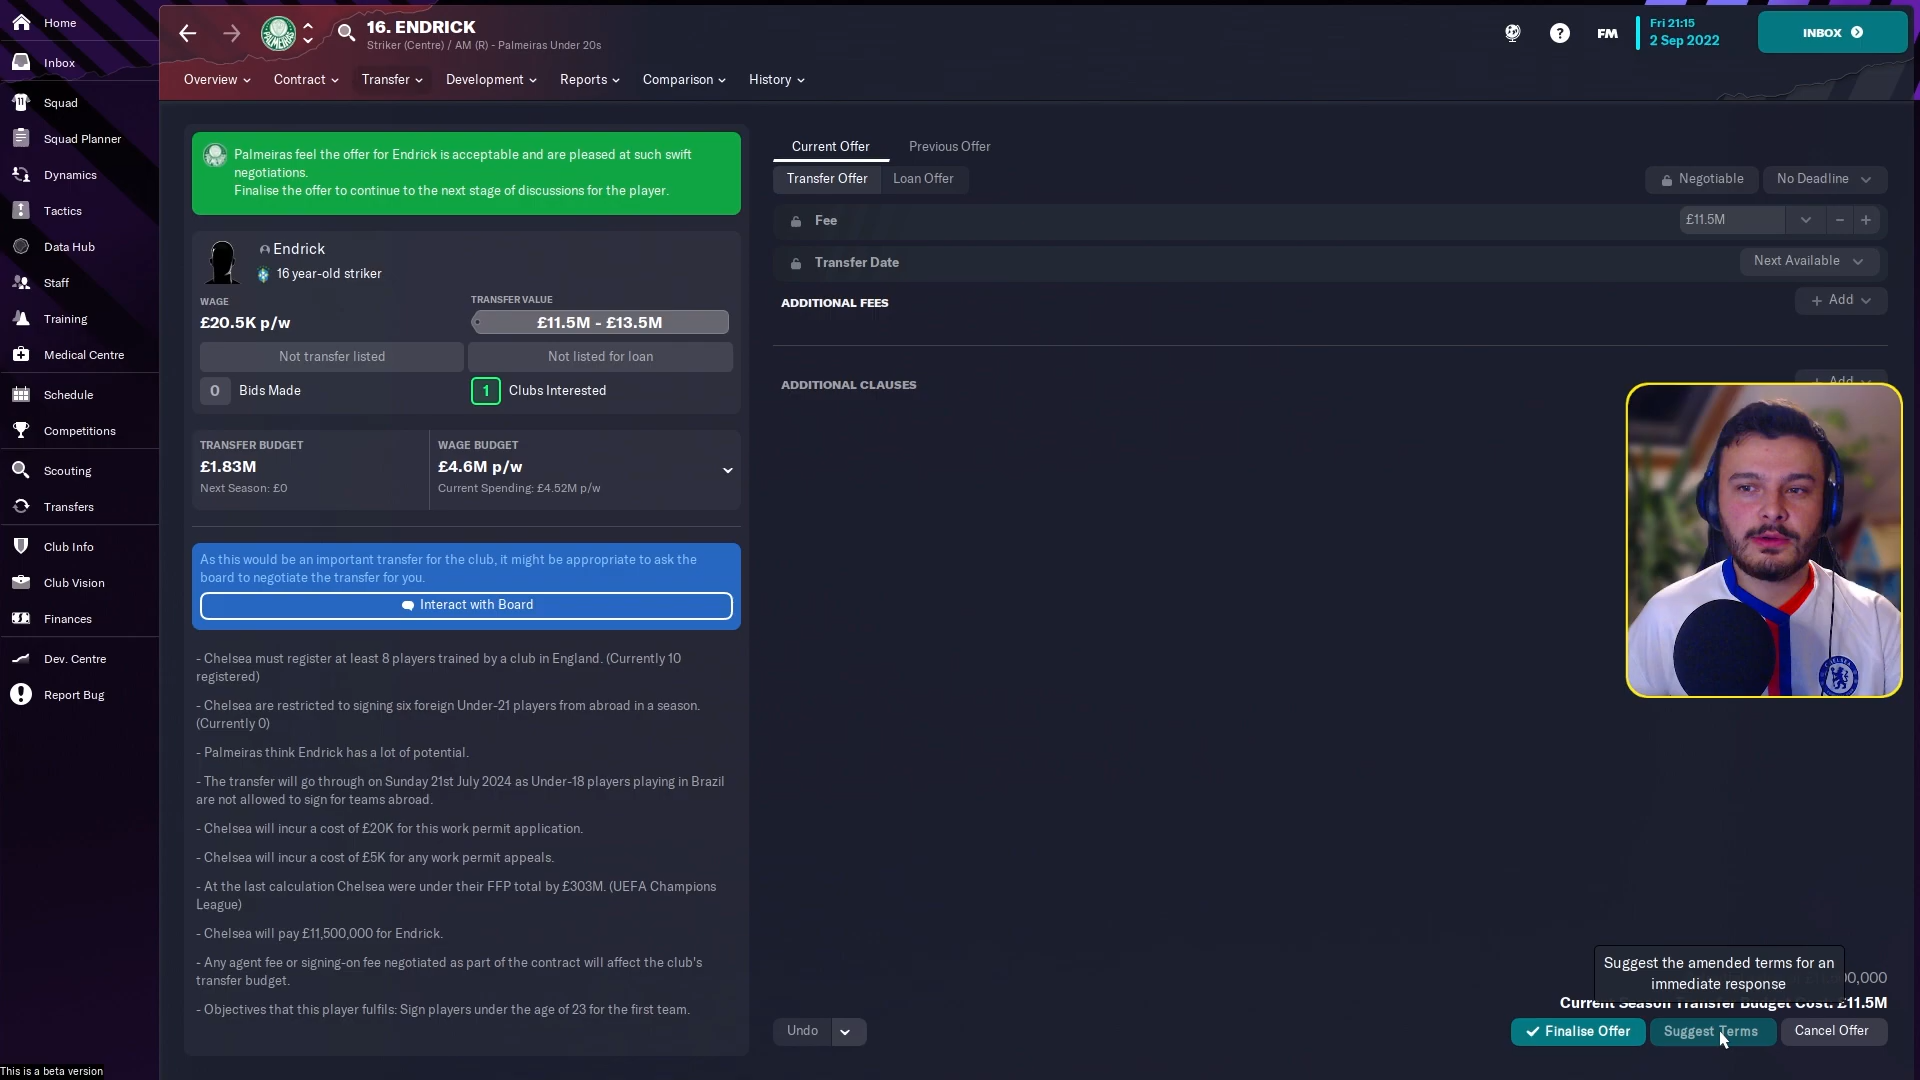 Home
Inbox
Squad
Squad Planner
Dynamics
Tactics
Data Hub
Staff
Training
Medical Centre
Schedule
Competitions
Scouting
Transfers
Club Info
Club Vision
Finances
Dev. Centre
Report Bug
This is a beta version
16. ENDRICK
Striker (Centre) / AM (R) - Palmeiras Under 20s
FM
Fri 21:15
2 Sep 2022
INBOX
Overview
Contract
Transfer
Development
Reports
Comparison
History
Palmeiras feel the offer for Endrick is acceptable and are pleased at such swift
negotiations.
Finalise the offer to continue to the next stage of discussions for the player.
Endrick
16 year-old striker
WAGE
£20.5K p/w
TRANSFER VALUE
£11.5M - £13.5M
Not transfer listed
Not listed for loan
0 Bids Made
1 Clubs Interested
TRANSFER BUDGET
£1.83M
Next Season: £0
WAGE BUDGET
£4.6M p/w
Current Spending: £4.52M p/w
As this would be an important transfer for the club, it might be appropriate to ask the
board to negotiate the transfer for you.
Interact with Board
- Chelsea must register at least 8 players trained by a club in England. (Currently 10
registered)
- Chelsea are restricted to signing six foreign Under-21 players from abroad in a season.
(Currently 0)
- Palmeiras think Endrick has a lot of potential.
- The transfer will go through on Sunday 21st July 2024 as Under-18 players playing in Brazil
are not allowed to sign for teams abroad.
- Chelsea will incur a cost of £20K for this work permit application.
- Chelsea will incur a cost of £5K for any work permit appeals.
- At the last calculation Chelsea were under their FFP total by £303M. (UEFA Champions
League)
- Chelsea will pay £11,500,000 for Endrick.
- Any agent fee or signing-on fee negotiated as part of the contract will affect the club's
transfer budget.
- Objectives that this player fulfils: Sign players under the age of 23 for the first team.
Current Offer
Previous Offer
Transfer Offer
Loan Offer
Negotiable
No Deadline
Fee
£11.5M
Transfer Date
Next Available
ADDITIONAL FEES
+ Add
ADDITIONAL CLAUSES
+ Add
Suggest the amended terms for an
immediate response
00,000
Current Season Transfer Budget Cost: £11.5M
Undo
Finalise Offer
Suggest Terms
Cancel Offer